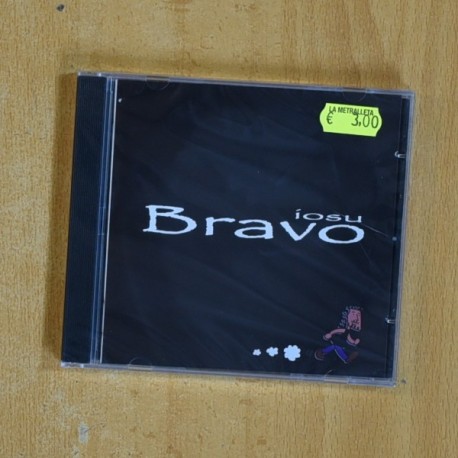 LA METRALLETA
€ 3,00
iosu
Bravo